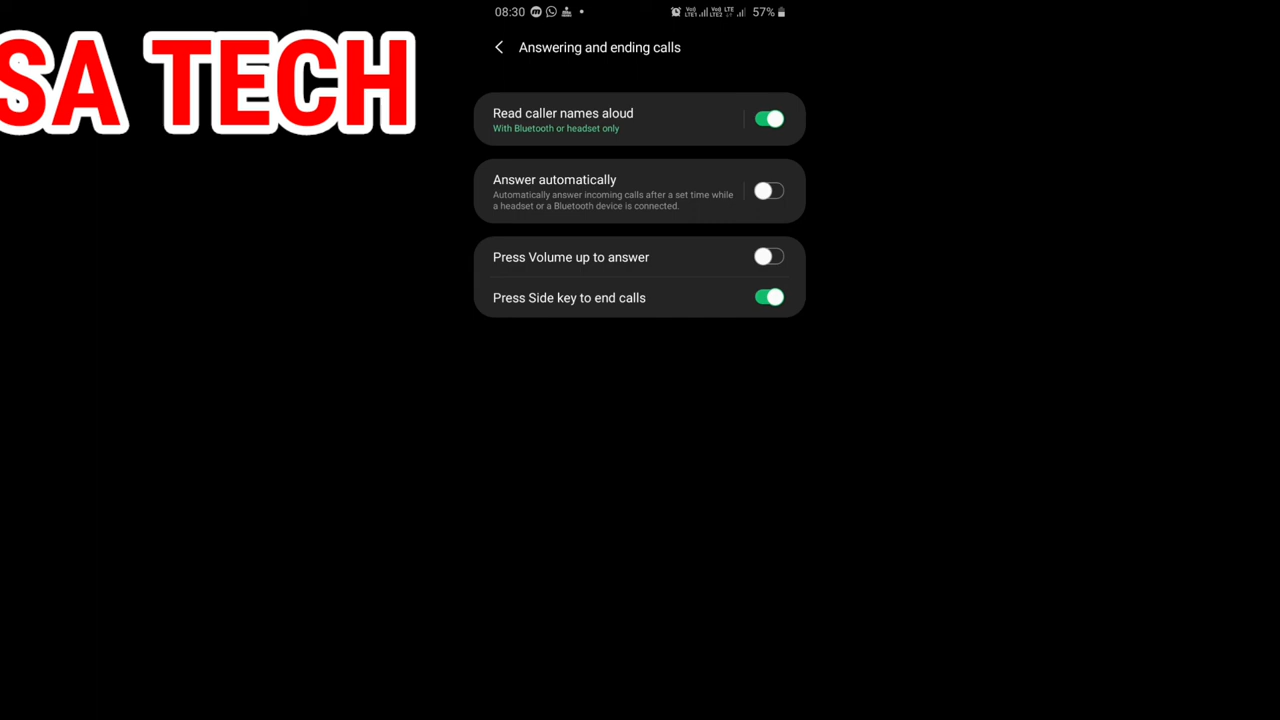 08:30
57%
SA TECH
Answering and ending calls
Read caller names aloud
With Bluetooth or headset only
Answer automatically
Automatically answer incoming calls after a set time while
a headset or a Bluetooth device is connected.
Press Volume up to answer
Press Side key to end calls